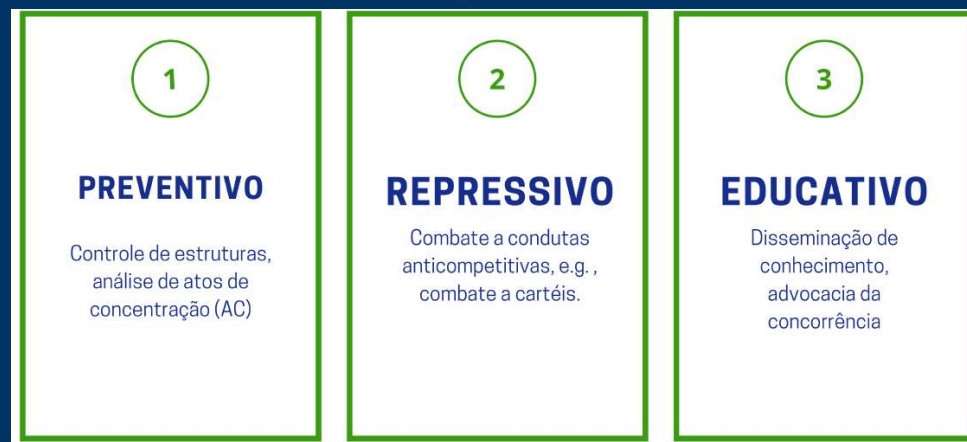 1
PREVENTIVO
Controle de estruturas,
análise de atos de
concentração (AC)
2
REPRESSIVO
Combate a condutas
anticompetitivas, e.g. ,
combate a cartéis.
3
EDUCATIVO
Disseminação de
conhecimento,
advocacia da
concorrência